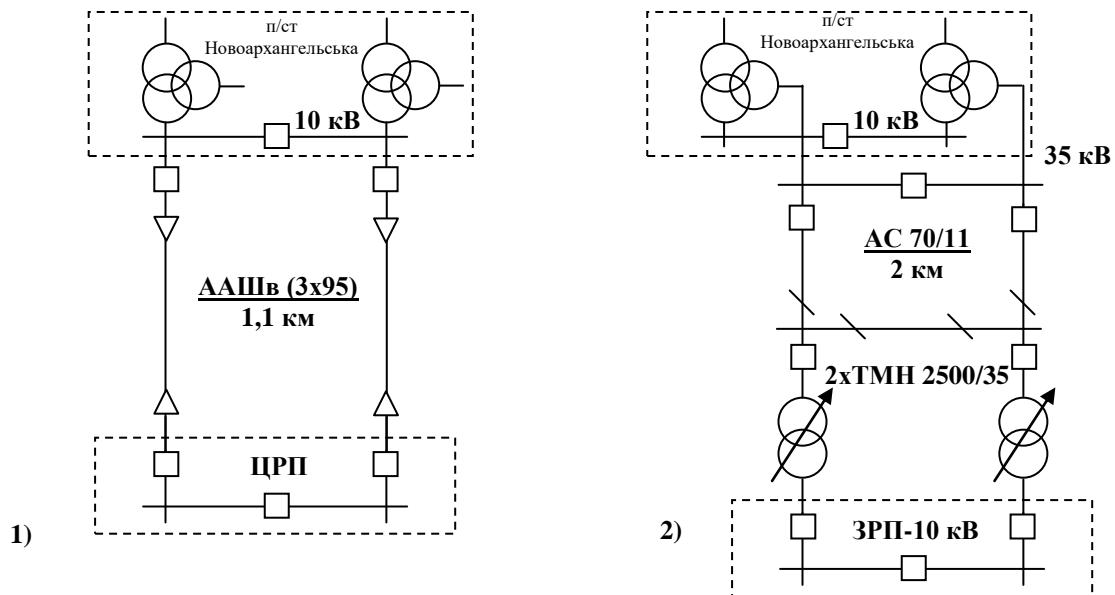 п/ст
Новоархангельська
10 кВ
ААШв (3х95)
1,1 км
ЦРП
1)
п/ст
Новоархангельська
10 кВ
35 кВ
АС 70/11
2 км
2хТМН 2500/35
ЗРП-10 кВ
2)